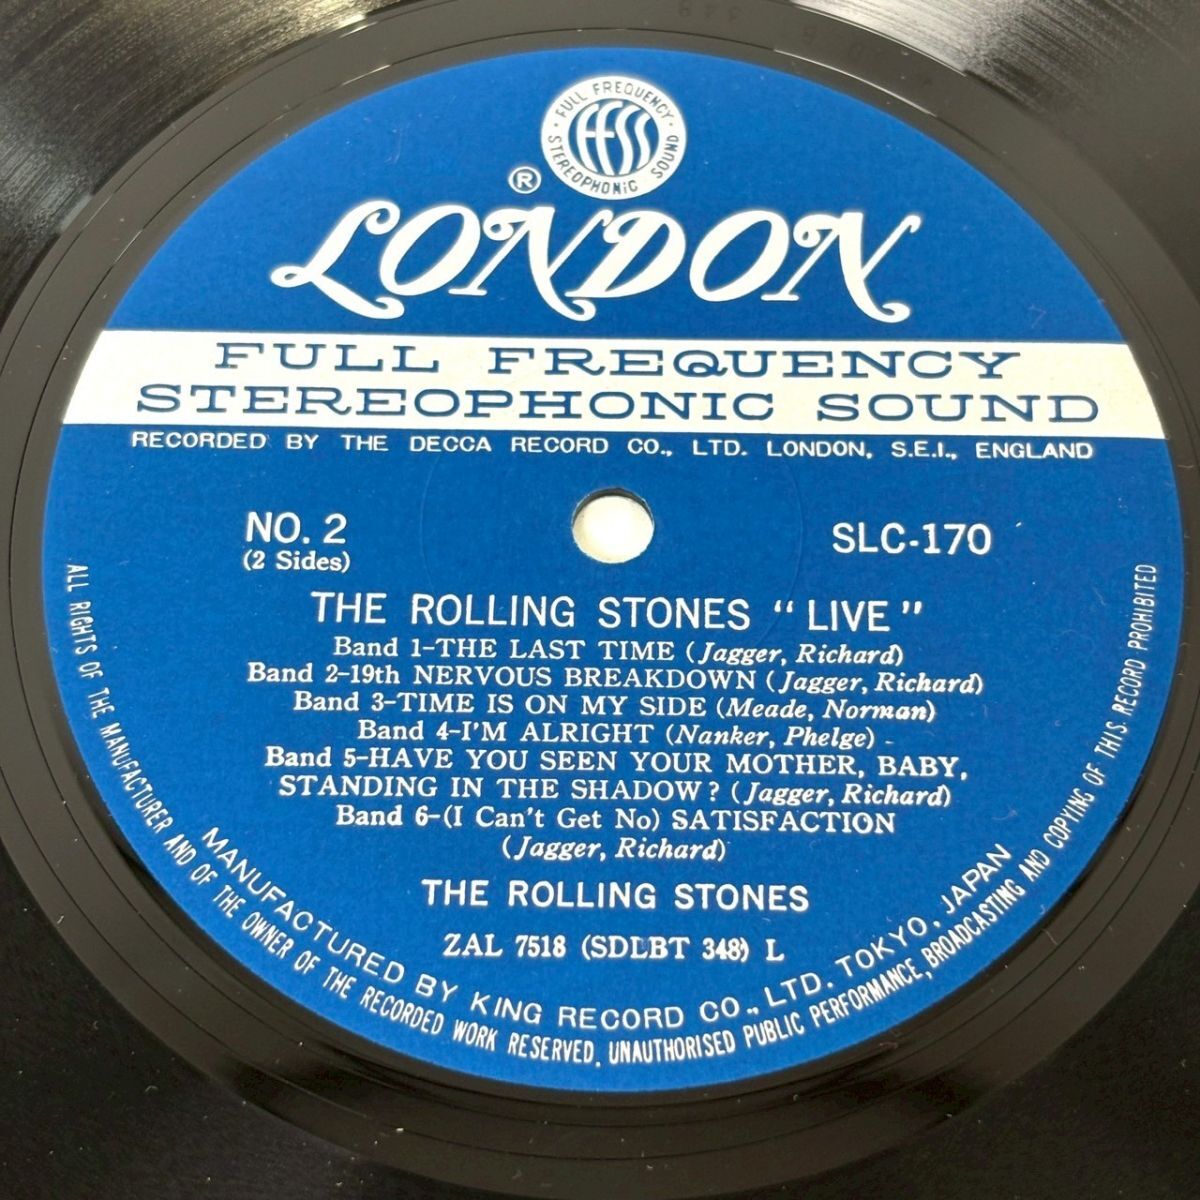 FULL FREQUENCY
FFSS
STEREOPHONIC SOUND
®
LONDON
FULL FREQUENCY
STEREOPHONIC SOUND
RECORDED BY THE DECCA RECORD CO., LTD. LONDON, S.E.I., ENGLAND
NO. 2
(2 Sides)
SLC-170
THE ROLLING STONES “LIVE”
Band 1-THE LAST TIME (Jagger, Richard)
Band 2-19th NERVOUS BREAKDOWN (Jagger, Richard)
Band 3-TIME IS ON MY SIDE (Meade, Norman)
Band 4-I'M ALRIGHT (Nanker, Phelge)
Band 5-HAVE YOU SEEN YOUR MOTHER, BABY,
STANDING IN THE SHADOW? (Jagger, Richard)
Band 6-(I Can't Get No) SATISFACTION
(Jagger, Richard)
THE ROLLING STONES
ZAL 7518 (SDLBT 348) L
MANUFACTURED BY KING RECORD CO., LTD. TOKYO, JAPAN
ALL RIGHTS OF THE MANUFACTURER AND OF THE OWNER OF THE RECORDED WORK RESERVED. UNAUTHORISED PUBLIC PERFORMANCE, BROADCASTING AND COPYING OF THIS RECORD PROHIBITED